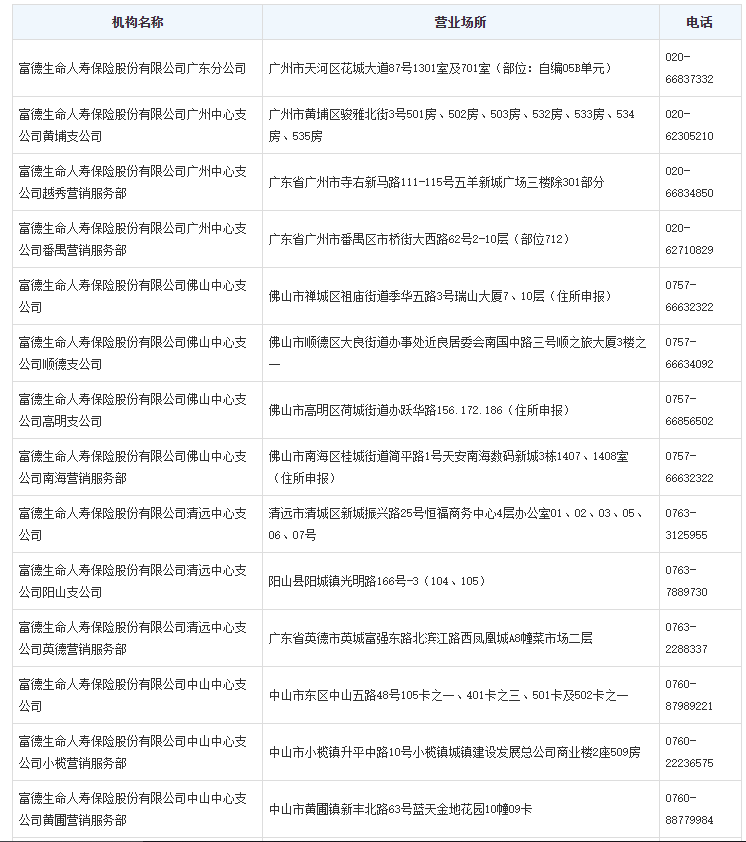 机构名称
营业场所
电话
富德生命人寿保险股份有限公司广东分公司
广州市天河区花城大道87号1301室及701室（部位：自编05B单元）
020-
66837332
富德生命人寿保险股份有限公司广州中心支
公司黄埔支公司
广州市黄埔区骏雅北街3号501房、502房、503房、532房、533房、534
房、535房
020-
62305210
富德生命人寿保险股份有限公司广州中心支
公司越秀营销服务部
广东省广州市寺右新马路111-115号五羊新城广场三楼除301部分
020-
66834850
富德生命人寿保险股份有限公司广州中心支
公司番禺营销服务部
广东省广州市番禺区市桥街大西路62号2-10层（部位712）
020-
62710829
富德生命人寿保险股份有限公司佛山中心支
公司
佛山市禅城区祖庙街道季华五路3号瑞山大厦7、10层（住所申报）
0757-
66632322
富德生命人寿保险股份有限公司佛山中心支
公司顺德支公司
佛山市顺德区大良街道办事处近良居委会南国中路三号顺之旅大厦3楼之
一
0757-
66634092
富德生命人寿保险股份有限公司佛山中心支
公司高明支公司
佛山市高明区荷城街道办跃华路156.172.186（住所申报）
0757-
66856502
富德生命人寿保险股份有限公司佛山中心支
公司南海营销服务部
佛山市南海区桂城街道简平路1号天安南海数码新城3栋1407、1408室
（住所申报）
0757-
66632322
富德生命人寿保险股份有限公司清远中心支
公司
清远市清城区新城振兴路25号恒福商务中心4层办公室01、02、03、05、
06、07号
0763-
3125955
富德生命人寿保险股份有限公司清远中心支
公司阳山支公司
阳山县阳城镇光明路166号-3（104、105）
0763-
7889730
富德生命人寿保险股份有限公司清远中心支
公司英德营销服务部
广东省英德市英城富强东路北滨江路西凤凰城A8幢菜市场二层
0763-
2288337
富德生命人寿保险股份有限公司中山中心支
公司
中山市东区中山五路48号105卡之一、401卡之三、501卡及502卡之一
0760-
87989221
富德生命人寿保险股份有限公司中山中心支
公司小榄营销服务部
中山市小榄镇升平中路10号小榄镇城镇建设发展总公司商业楼2座509房
0760-
22236575
富德生命人寿保险股份有限公司中山中心支
公司黄圃营销服务部
中山市黄圃镇新丰北路63号蓝天金地花园10幢09卡
0760-
88779984